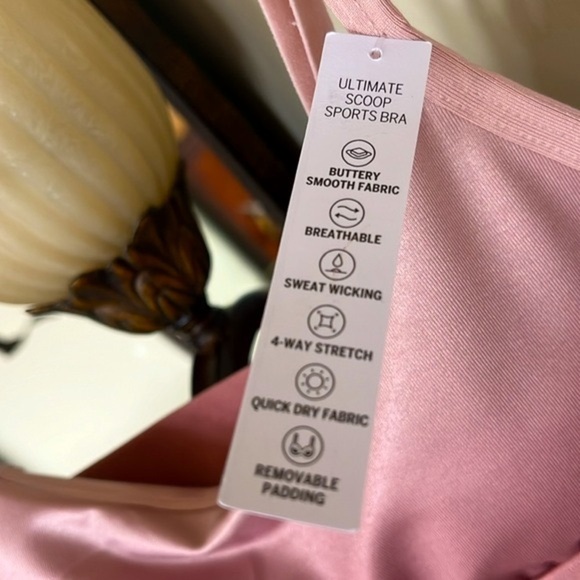 ULTIMATE
SCOOP
SPORTS BRA
BUTTERY
SMOOTH FABRIC
BREATHABLE
SWEAT WICKING
4-WAY STRETCH
QUICK DRY FABRIC
REMOVABLE
PADDING